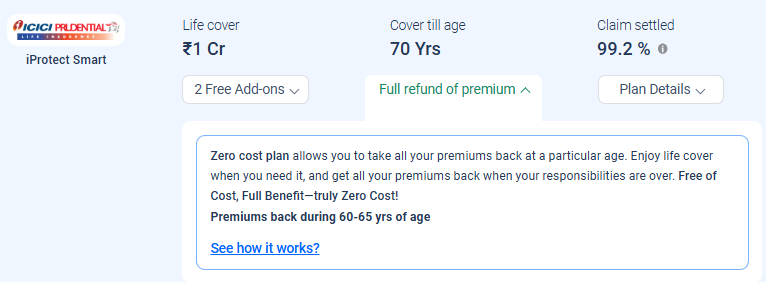 ICICI PRUDENTIAL
LIFE INSURANCE
iProtect Smart
Life cover
₹1 Cr
Cover till age
70 Yrs
Claim settled
99.2 %
2 Free Add-ons
Full refund of premium
Plan Details
Zero cost plan allows you to take all your premiums back at a particular age. Enjoy life cover
when you need it, and get all your premiums back when your responsibilities are over. Free of
Cost, Full Benefit—truly Zero Cost!
Premiums back during 60-65 yrs of age
See how it works?